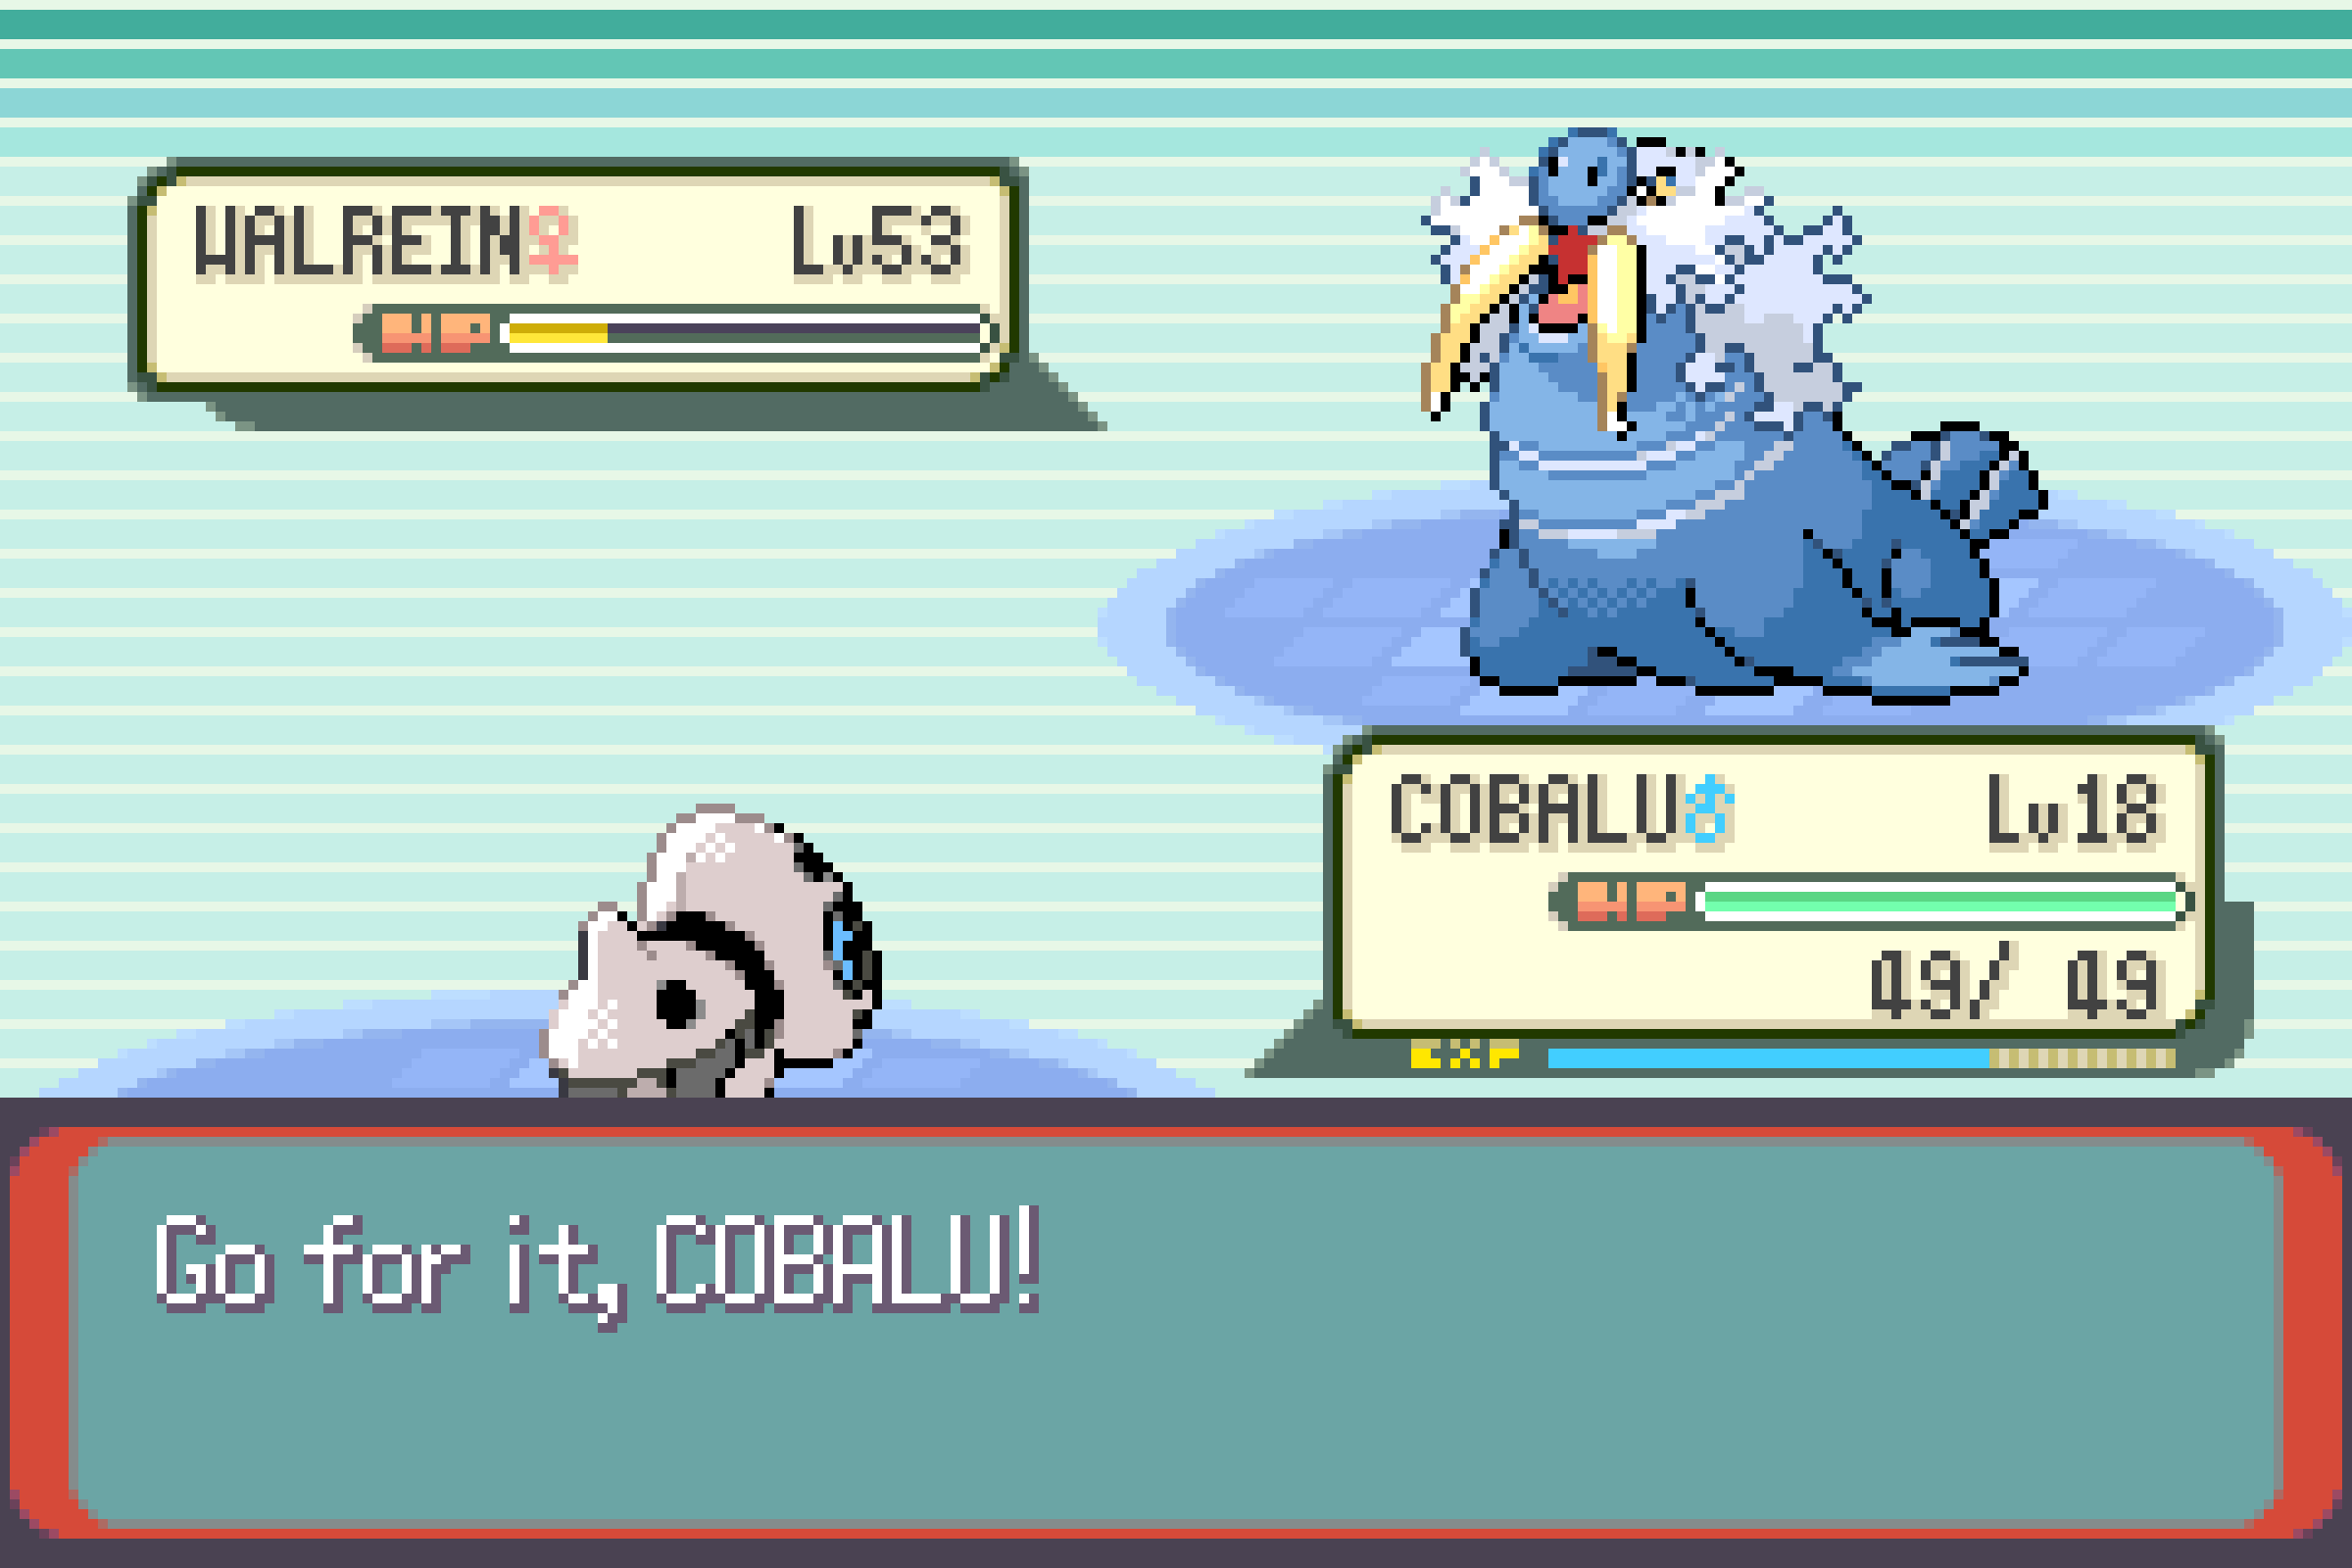 WALREIN♀ Lv53
HP
COBALU♂ Lv18
HP
49/ 49
EXP
Go for it, COBALU!